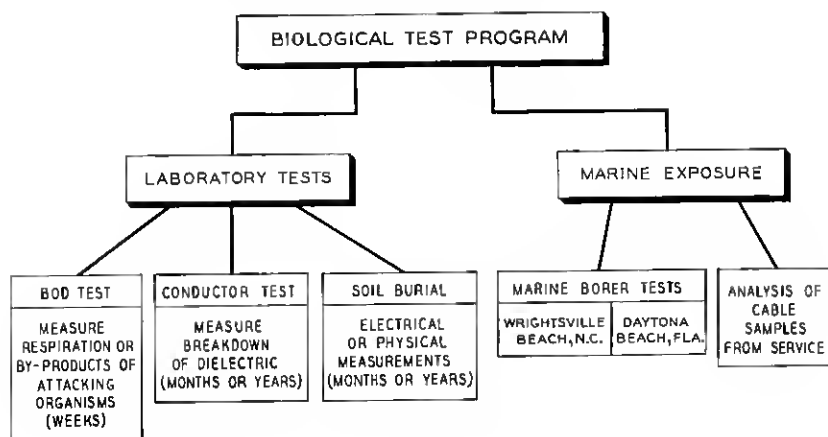 BIOLOGICAL TEST PROGRAM
LABORATORY TESTS
MARINE EXPOSURE
BOD TEST
MEASURE
RESPIRATION OR
BY-PRODUCTS OF
ATTACKING
ORGANISMS
(WEEKS)
CONDUCTOR TEST
MEASURE
BREAKDOWN
OF DIELECTRIC
(MONTHS OR YEARS)
SOIL BURIAL
ELECTRICAL
OR PHYSICAL
MEASUREMENTS
(MONTHS OR YEARS)
MARINE BORER TESTS
WRIGHTSVILLE
BEACH, N.C.
DAYTONA
BEACH, FLA.
ANALYSIS OF
CABLE
SAMPLES
FROM SERVICE